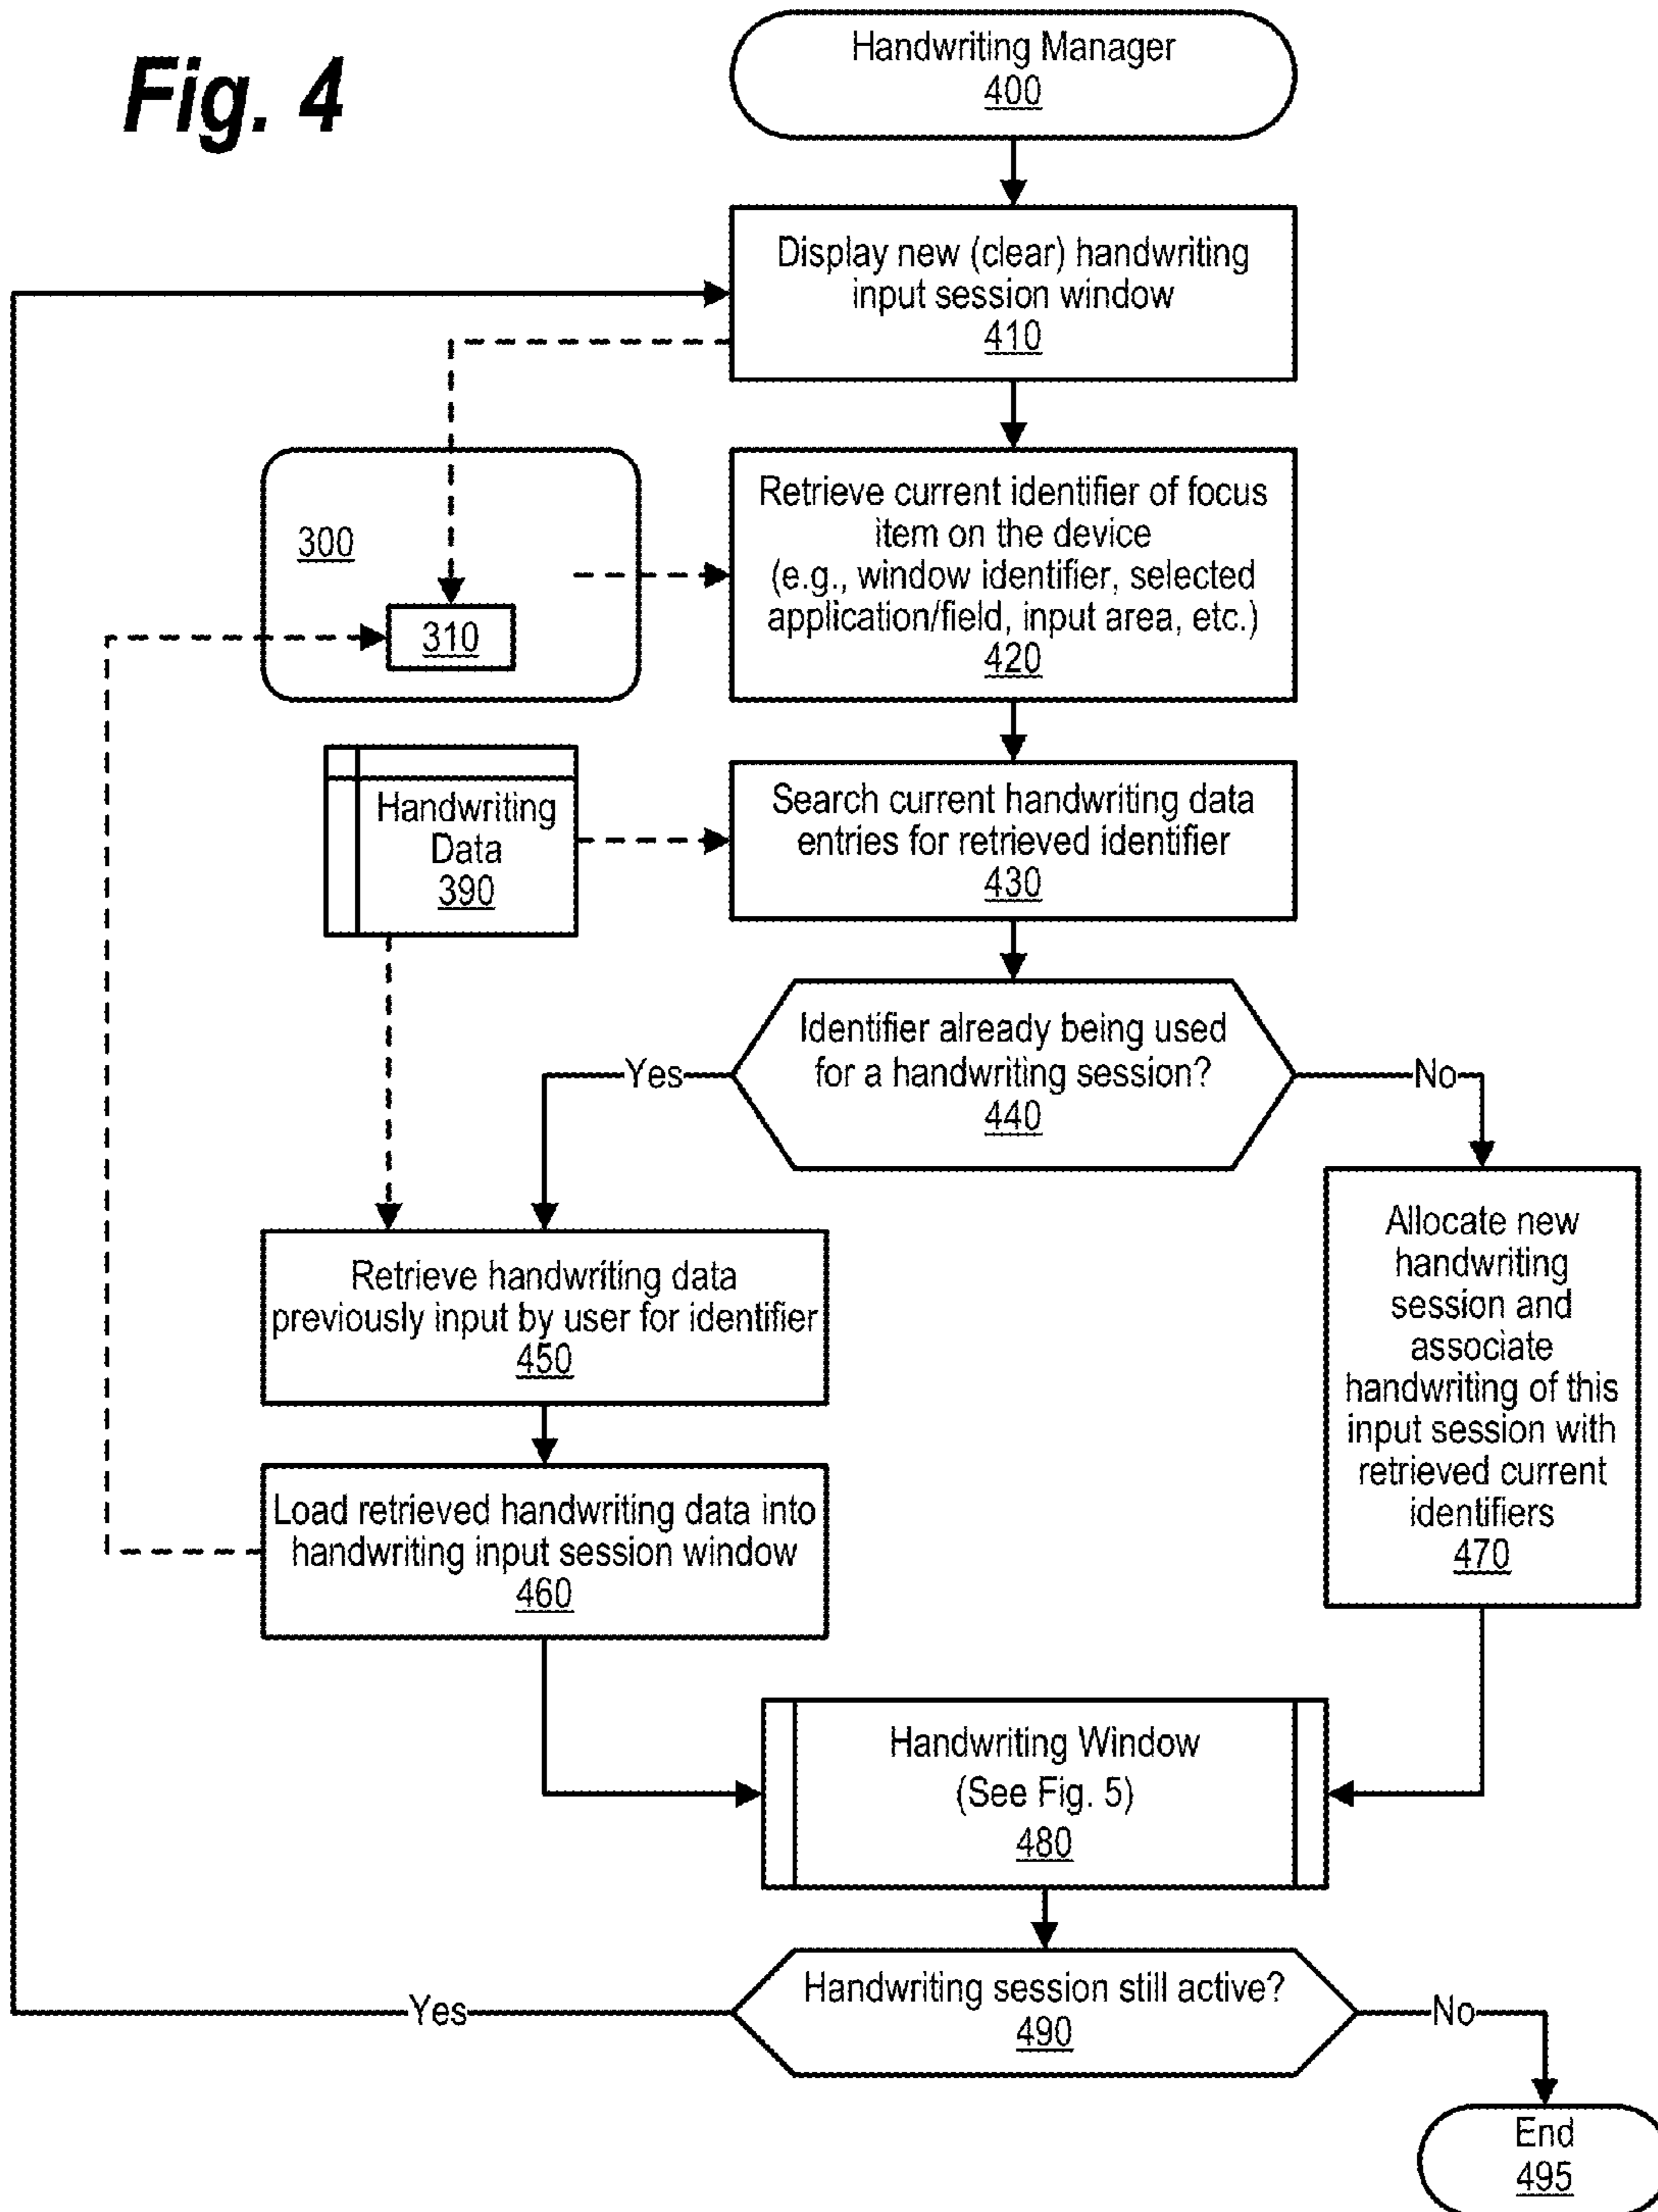 Fig. 4
Handwriting Manager
400
Display new (clear) handwriting
input session window
410
Retrieve current identifier of focus
item on the device
(e.g., window identifier, selected
application/field, input area, etc.)
420
300
310
Handwriting
Data
390
Search current handwriting data
entries for retrieved identifier
430
Identifier already being used
for a handwriting session?
440
Yes
No
Retrieve handwriting data
previously input by user for identifier
450
Allocate new
handwriting
session and
associate
handwriting of this
input session with
retrieved current
identifiers
470
Load retrieved handwriting data into
handwriting input session window
460
Handwriting Window
(See Fig. 5)
480
Handwriting session still active?
490
Yes
No
End
495